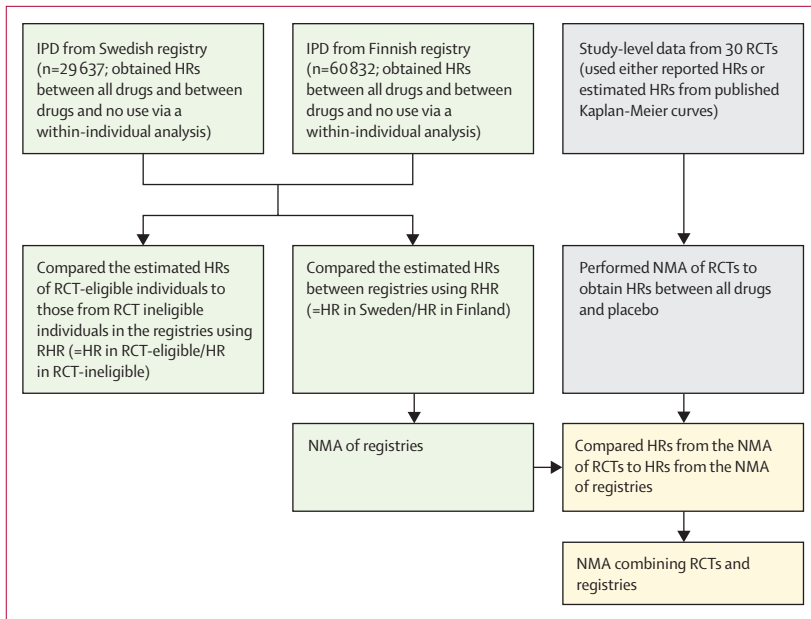 IPD from Swedish registry
(n=29 637; obtained HRs
between all drugs and between
drugs and no use via a
within-individual analysis)
IPD from Finnish registry
(n=60 832; obtained HRs
between all drugs and between
drugs and no use via a
within-individual analysis)
Study-level data from 30 RCTs
(used either reported HRs or
estimated HRs from published
Kaplan-Meier curves)
Compared the estimated HRs
of RCT-eligible individuals to
those from RCT ineligible
individuals in the registries using
RHR (=HR in RCT-eligible/HR
in RCT-ineligible)
Compared the estimated HRs
between registries using RHR
(=HR in Sweden/HR in Finland)
Performed NMA of RCTs to
obtain HRs between all drugs
and placebo
NMA of registries
Compared HRs from the NMA
of RCTs to HRs from the NMA
of registries
NMA combining RCTs and
registries